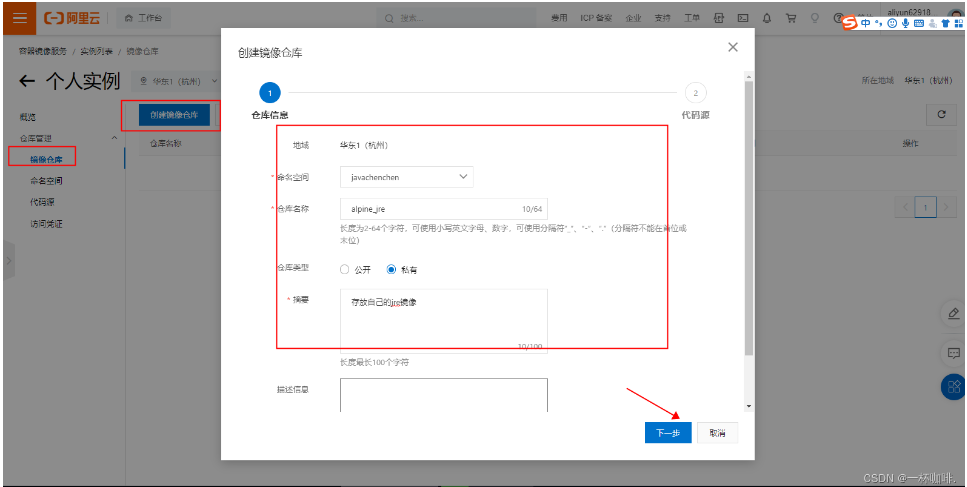 阿里云
工作台
搜索...
费用 ICP 备案 企业 支持 工单
aliyun62918
中
容器镜像服务 / 实例列表 / 镜像仓库
个人实例
华东1（杭州）
所在地域 华东1（杭州）
概览
仓库管理
镜像仓库
命名空间
代码源
访问凭证
创建镜像仓库
仓库名称
操作
1
创建镜像仓库
1
2
仓库信息
代码源
地域 华东1（杭州）
* 命名空间 javachenchen
* 仓库名称 alpine_jre 10/64
长度为2-64个字符，可使用小写英文字母、数字，可使用分隔符"_"、"-"、"."（分隔符不能在首位或
末位）
仓库类型 公开 私有
* 摘要 存放自己的jre镜像
10/100
长度最长100个字符
描述信息
下一步
取消
CSDN @一杯咖啡.